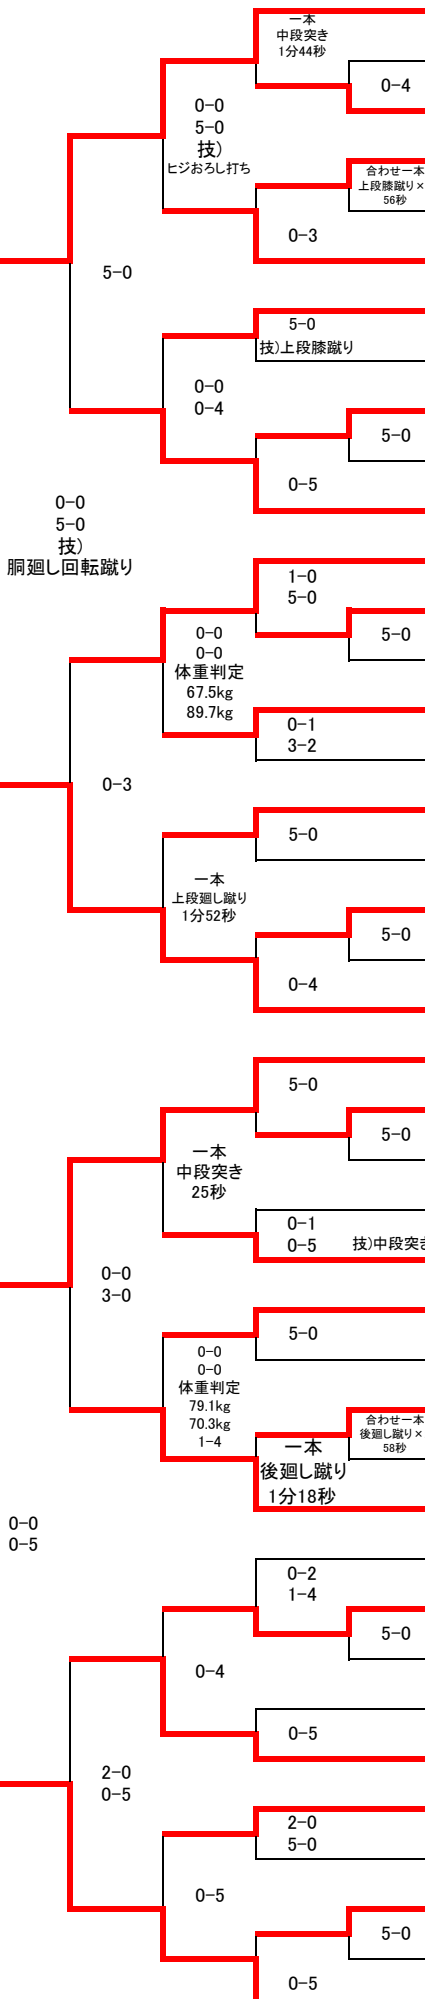 一本
中段突き
1分44秒
0-4
0-0
5-0
技)
ヒジおろし打ち
合わせ一本
上段膝蹴り×
56秒
0-3
5-0
5-0
技)上段膝蹴り
0-0
0-4
5-0
0-5
0-0
5-0
技)
胴廻し回転蹴り
1-0
5-0
5-0
0-0
0-0
体重判定
67.5kg
89.7kg
0-1
3-2
0-3
5-0
一本
上段廻し蹴り
1分52秒
5-0
0-4
5-0
5-0
一本
中段突き
25秒
0-1
0-5
技)中段突き
0-0
3-0
5-0
0-0
0-0
体重判定
79.1kg
70.3kg
1-4
合わせ一本
後廻し蹴り×
58秒
一本
後廻し蹴り
1分18秒
0-0
0-5
0-2
1-4
5-0
0-4
0-5
2-0
0-5
2-0
5-0
0-5
5-0
0-5